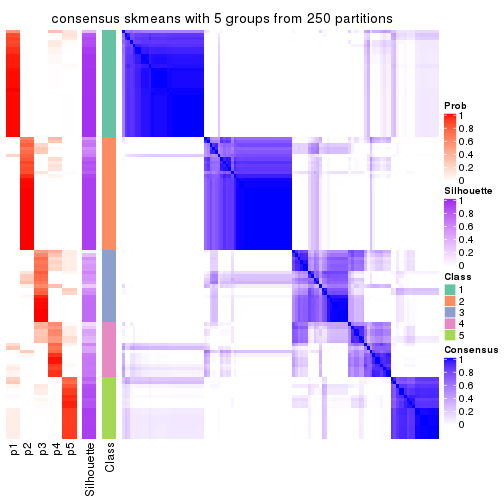 consensus skmeans with 5 groups from 250 partitions
Prob
1
0.8
0.6
0.4
0.2
0
Silhouette
1
0.8
0.6
0.4
0.2
0
Class
1
2
3
4
5
Consensus
1
0.8
0.6
0.4
0.2
0
p1
p2
p3
p4
p5
Silhouette
Class